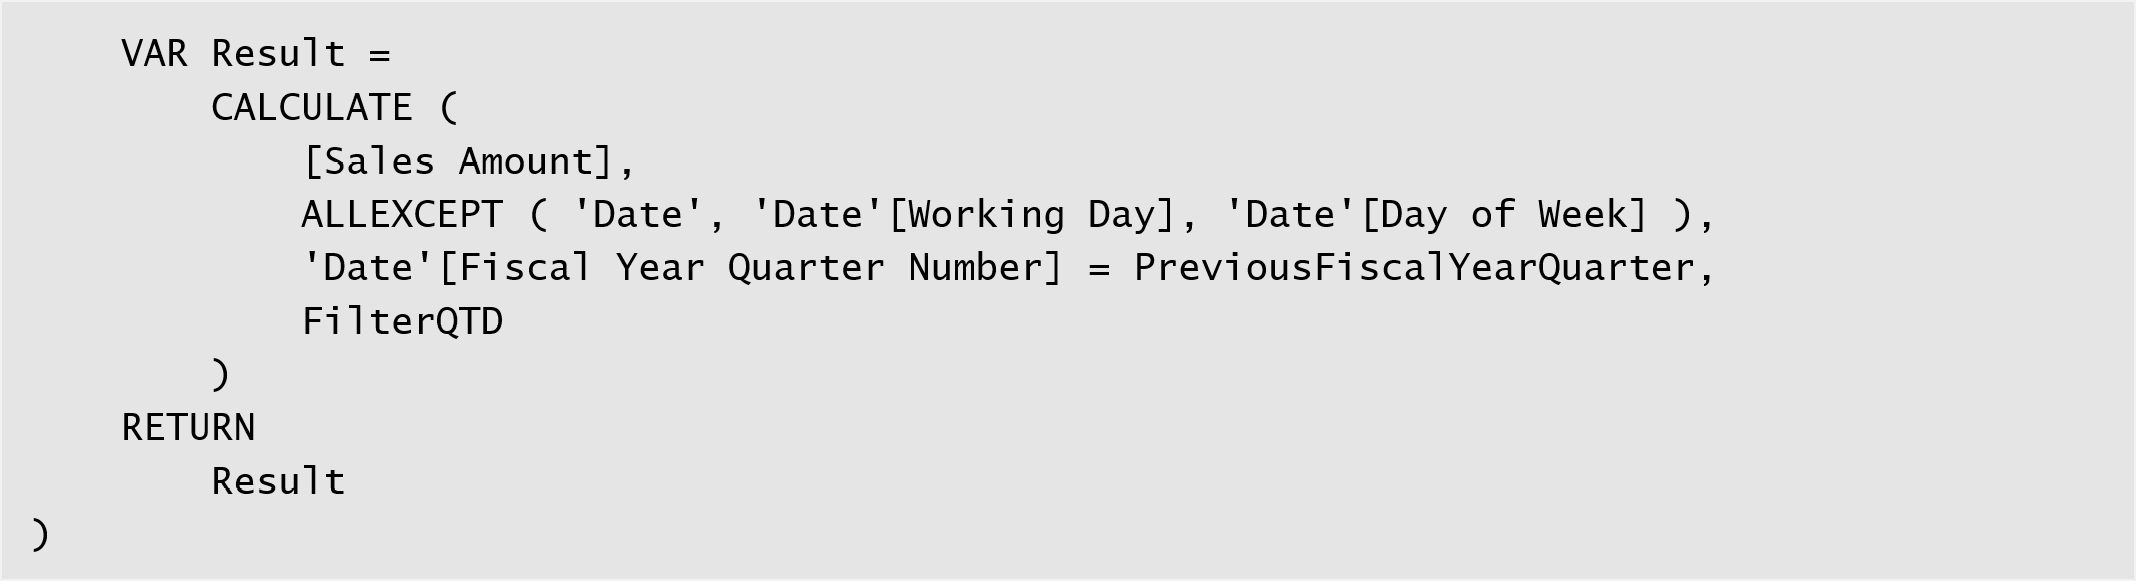 VAR Result =
CALCULATE (
[Sales Amount],
ALLEXCEPT ( 'Date', 'Date'[Working Day], 'Date'[Day of Week] ),
'Date'[Fiscal Year Quarter Number] = PreviousFiscalYearQuarter,
FilterQTD
)
RETURN
Result
)